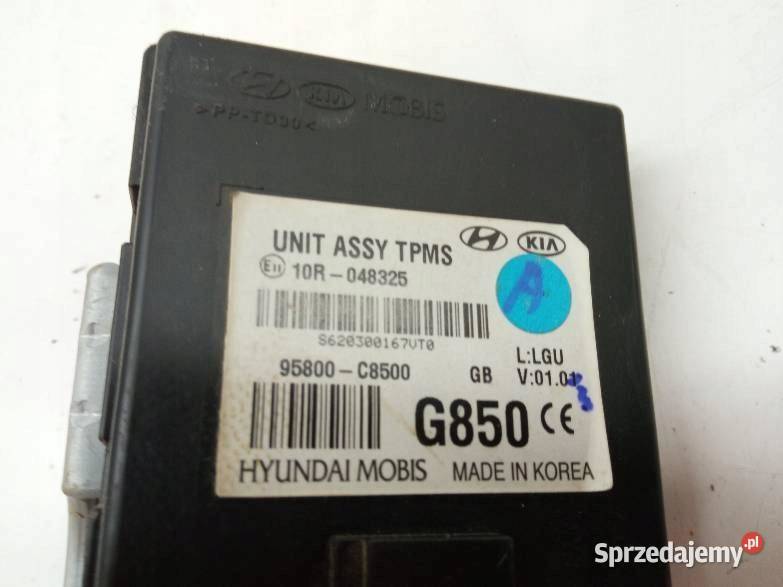 KIA MOBIS
>PP-TD30<
UNIT ASSY TPMS KIA
E11 10R-048325
A
S620300167VT0
L:LGU
95800-C8500 GB V:01.01
G850 CE
HYUNDAI MOBIS MADE IN KOREA
Sprzedajemy.pl